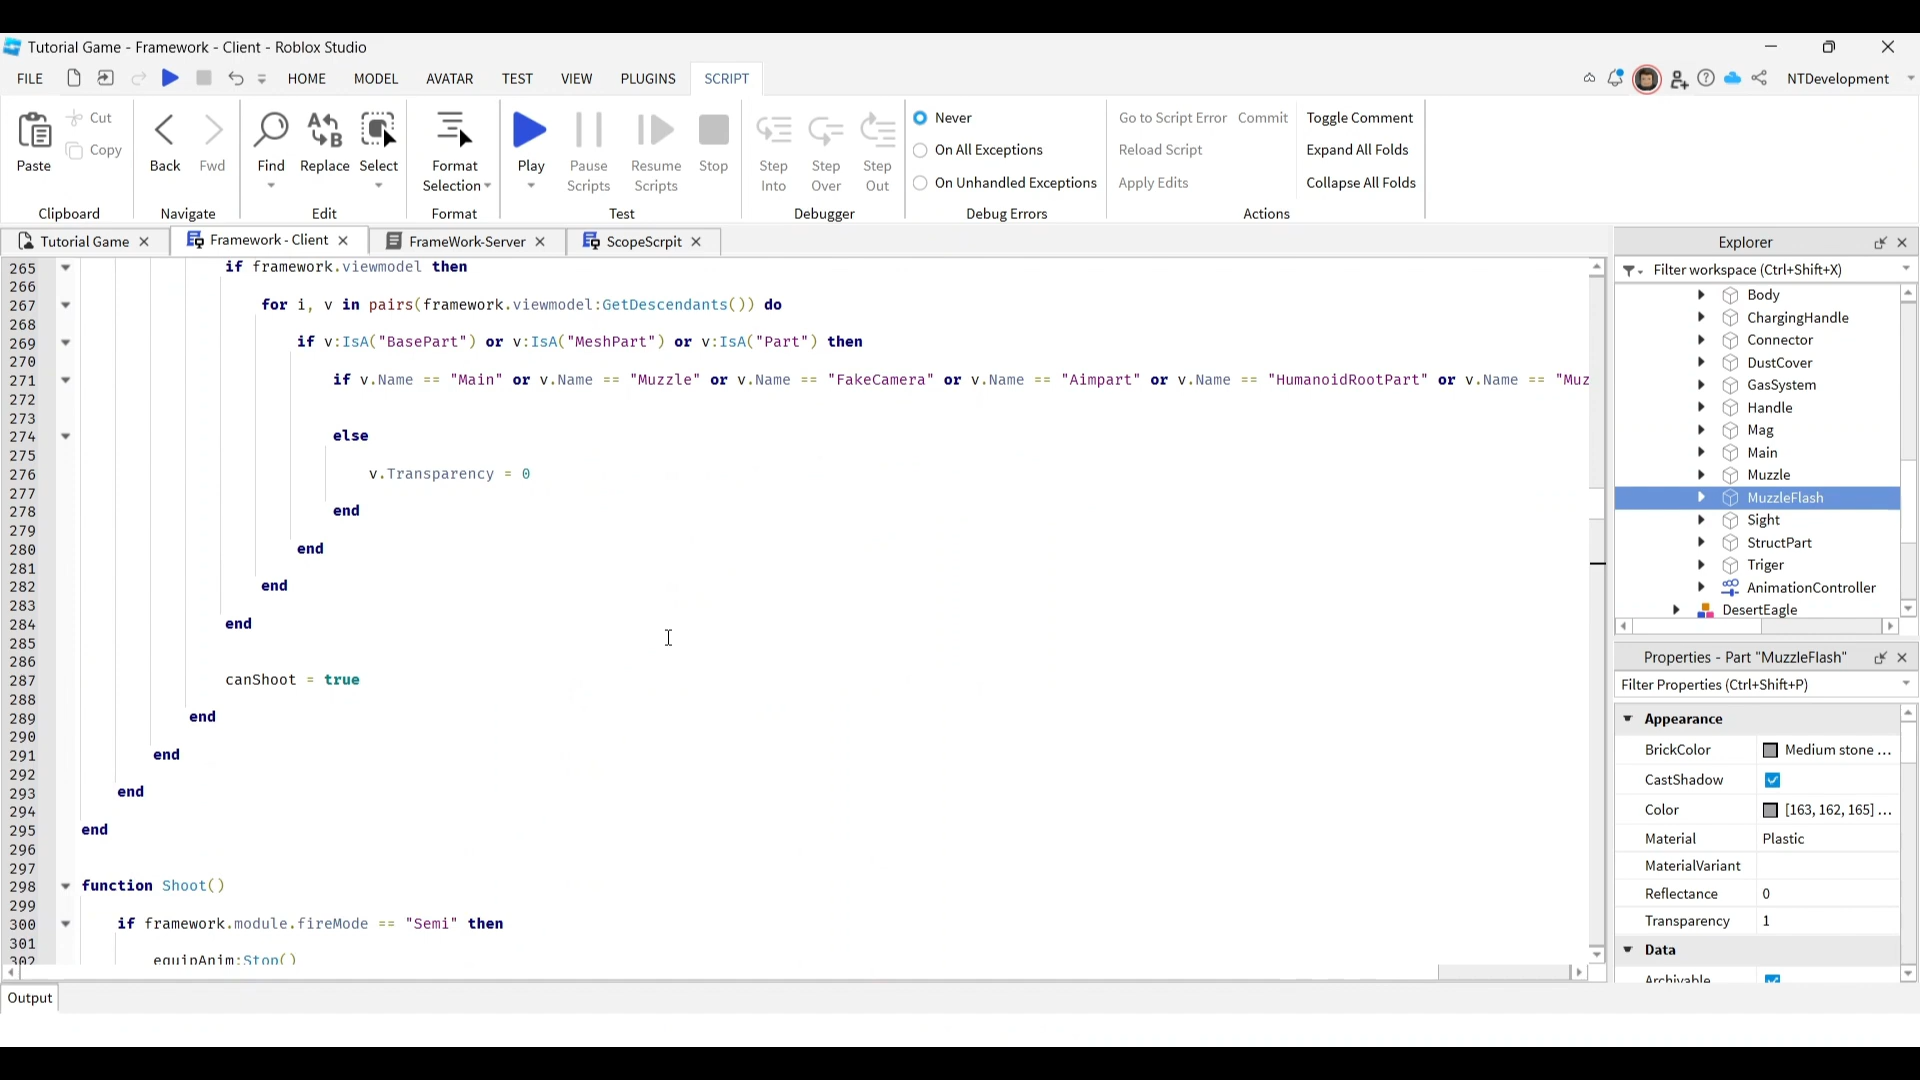 Tutorial Game - Framework - Client - Roblox Studio
FILE HOME MODEL AVATAR TEST VIEW PLUGINS SCRIPT NTDevelopment
Paste Cut Copy Clipboard
Back Fwd Navigate
Find Replace Select Edit
Format Selection Format
Play Pause Scripts Resume Scripts Stop Test
Step Into Step Over Step Out Debugger
Never
On All Exceptions
On Unhandled Exceptions
Debug Errors
Go to Script Error Commit Toggle Comment
Reload Script Expand All Folds
Apply Edits Collapse All Folds
Actions
Tutorial Game Framework - Client FrameWork-Server ScopeScrpit
265 if framework.viewmodel then
266
267 for i, v in pairs(framework.viewmodel:GetDescendants()) do
268
269 if v:IsA("BasePart") or v:IsA("MeshPart") or v:IsA("Part") then
270
271 if v.Name == "Main" or v.Name == "Muzzle" or v.Name == "FakeCamera" or v.Name == "Aimpart" or v.Name == "HumanoidRootPart" or v.Name == "Muz
272
273
274 else
275
276 v.Transparency = 0
277
278 end
279
280 end
281
282 end
283
284 end
285
286
287 canShoot = true
288
289 end
290
291 end
292
293 end
294
295 end
296
297
298 function Shoot()
299
300 if framework.module.fireMode == "Semi" then
301
302 equipAnim:Stop()
Output
Explorer
Filter workspace (Ctrl+Shift+X)
Body
ChargingHandle
Connector
DustCover
GasSystem
Handle
Mag
Main
Muzzle
MuzzleFlash
Sight
StructPart
Triger
AnimationController
DesertEagle
Properties - Part "MuzzleFlash"
Filter Properties (Ctrl+Shift+P)
Appearance
BrickColor Medium stone ...
CastShadow
Color [163, 162, 165] ...
Material Plastic
MaterialVariant
Reflectance 0
Transparency 1
Data
Archivable